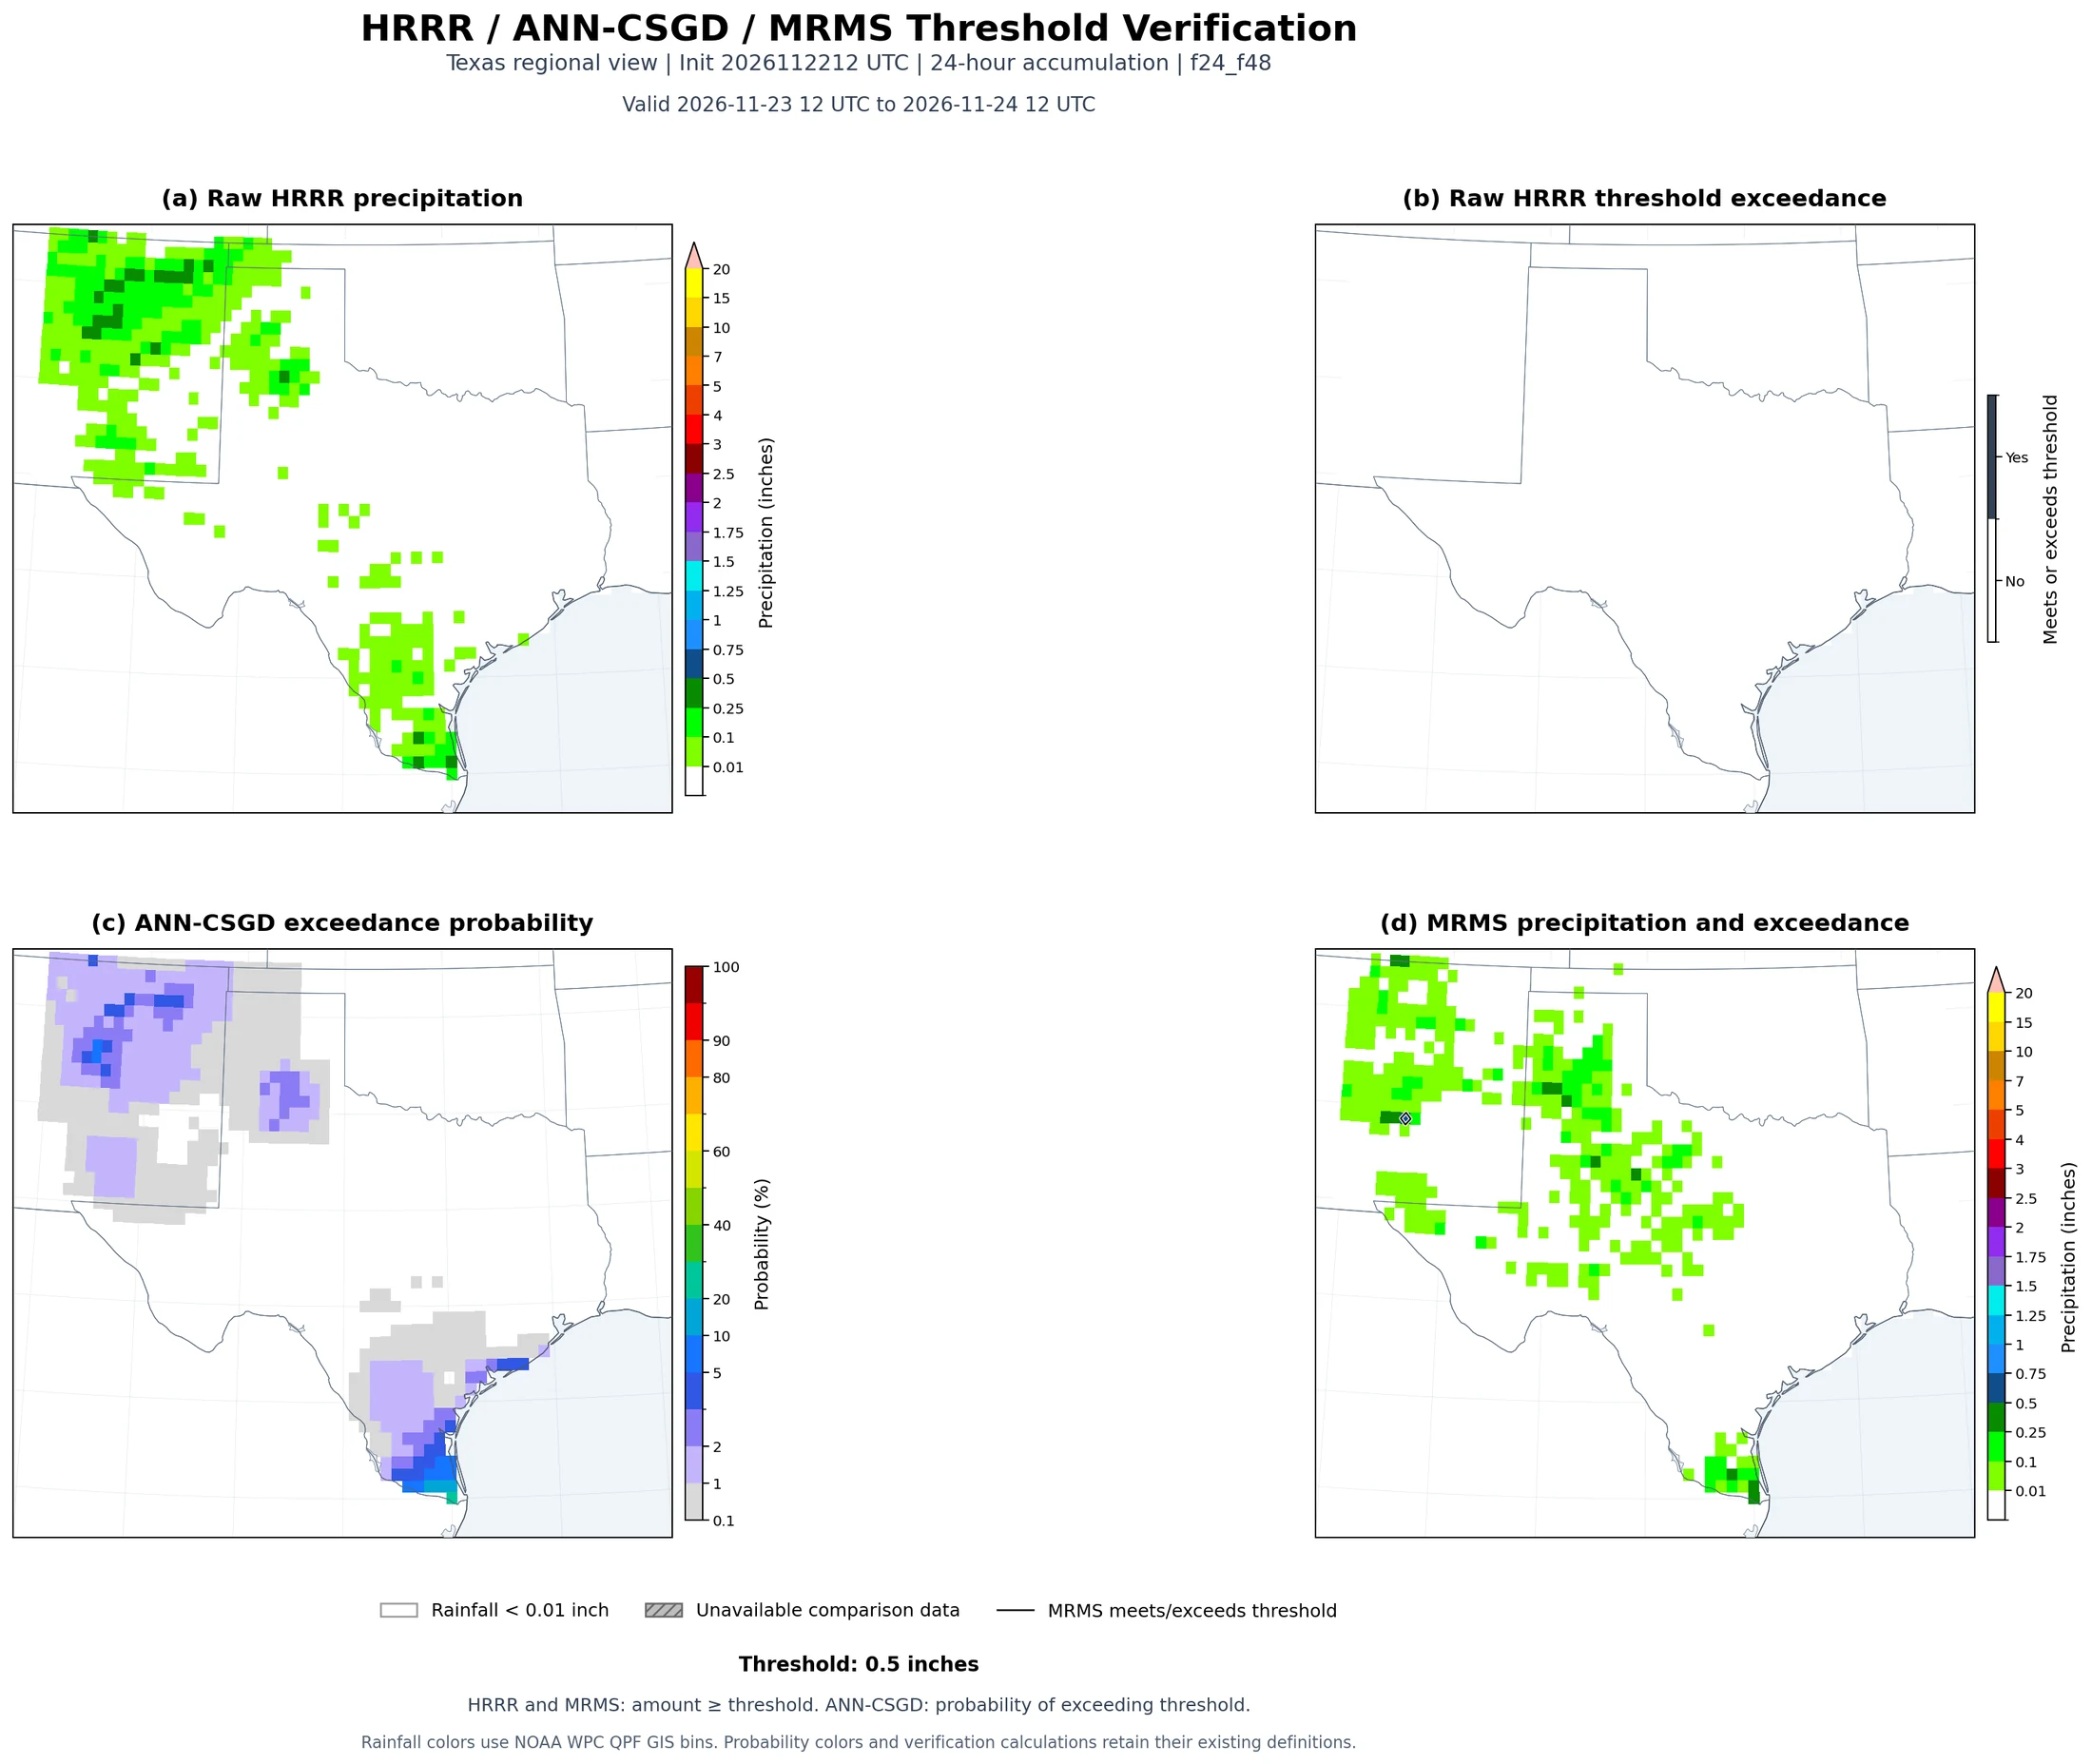 HRRR / ANN-CSGD / MRMS Threshold Verification
Texas regional view | Init 2026112212 UTC | 24-hour accumulation | f24_f48
Valid 2026-11-23 12 UTC to 2026-11-24 12 UTC
(a) Raw HRRR precipitation
20
15
10
7
5
4
3
2.5
2
1.75
1.5
1.25
1
0.75
0.5
0.25
0.1
0.01
Precipitation (inches)
(b) Raw HRRR threshold exceedance
Yes
No
Meets or exceeds threshold
(c) ANN-CSGD exceedance probability
100
90
80
60
40
20
10
5
2
1
0.1
Probability (%)
(d) MRMS precipitation and exceedance
20
15
10
7
5
4
3
2.5
2
1.75
1.5
1.25
1
0.75
0.5
0.25
0.1
0.01
Precipitation (inches)
Rainfall < 0.01 inch
Unavailable comparison data
MRMS meets/exceeds threshold
Threshold: 0.5 inches
HRRR and MRMS: amount ≥ threshold. ANN-CSGD: probability of exceeding threshold.
Rainfall colors use NOAA WPC QPF GIS bins. Probability colors and verification calculations retain their existing definitions.